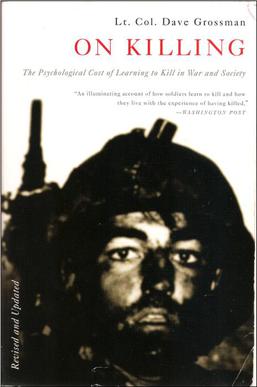 Lt. Col. Dave Grossman
ON KILLING
The Psychological Cost of Learning to Kill in War and Society
"An illuminating account of how soldiers learn to kill and how
they live with the experience of having killed."
—WASHINGTON POST
Revised and Updated